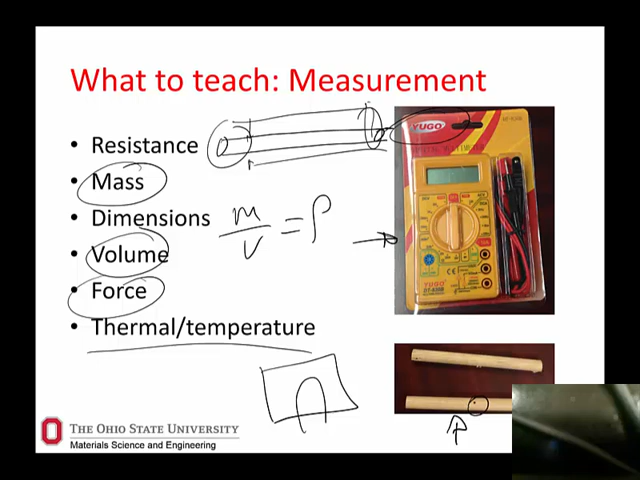 What to teach: Measurement
• Resistance
• Mass
• Dimensions
• Volume
• Force
• Thermal/temperature
m/v = ρ
YUGO
YUGO
THE OHIO STATE UNIVERSITY
Materials Science and Engineering